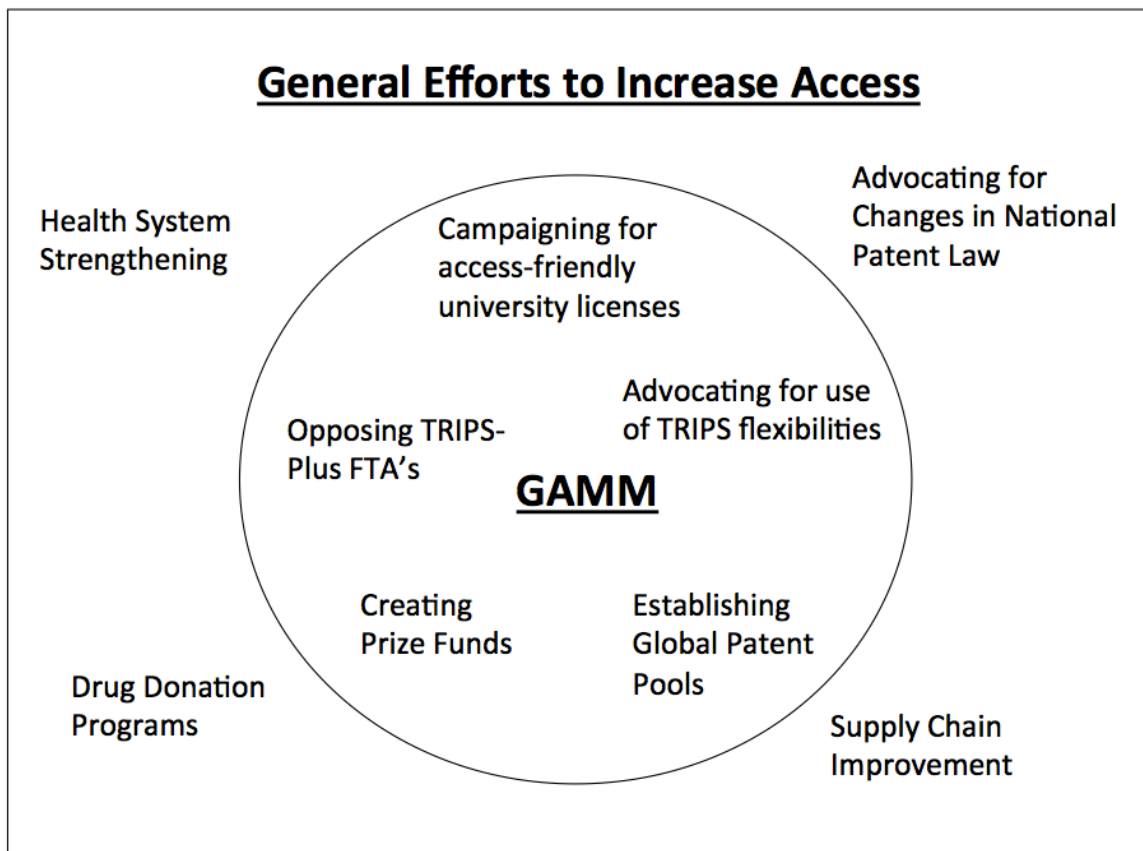 General Efforts to Increase Access
Health System
Strengthening
Campaigning for
access-friendly
university licenses
Advocating for
Changes in National
Patent Law
Opposing TRIPS-
Plus FTA's
Advocating for use
of TRIPS flexibilities
GAMM
Creating
Prize Funds
Establishing
Global Patent
Pools
Drug Donation
Programs
Supply Chain
Improvement